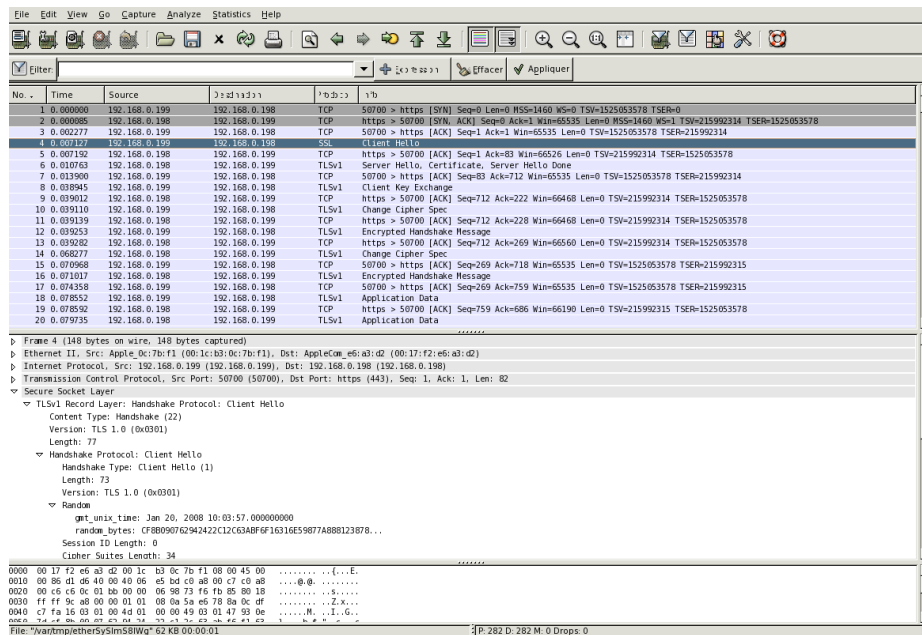 File Edit View Go Capture Analyze Statistics Help
Filter: Effacer Appliquer
No. . Time Source
1 0.000000 192.168.0.199 192.168.0.198 TCP 50700 > https [SYN] Seq=0 Len=0 MSS=1460 WS=0 TSV=1525053578 TSER=0
2 0.000085 192.168.0.198 192.168.0.199 TCP https > 50700 [SYN, ACK] Seq=0 Ack=1 Win=65535 Len=0 MSS=1460 WS=1 TSV=215992314 TSER=1525053578
3 0.002277 192.168.0.199 192.168.0.198 TCP 50700 > https [ACK] Seq=1 Ack=1 Win=65535 Len=0 TSV=1525053578 TSER=215992314
4 0.007127 192.168.0.199 192.168.0.198 SSL Client Hello
5 0.007192 192.168.0.198 192.168.0.199 TCP https > 50700 [ACK] Seq=1 Ack=83 Win=66526 Len=0 TSV=215992314 TSER=1525053578
6 0.010763 192.168.0.198 192.168.0.199 TLSv1 Server Hello, Certificate, Server Hello Done
7 0.013900 192.168.0.199 192.168.0.198 TCP 50700 > https [ACK] Seq=83 Ack=712 Win=65535 Len=0 TSV=1525053578 TSER=215992314
8 0.038945 192.168.0.199 192.168.0.198 TLSv1 Client Key Exchange
9 0.039012 192.168.0.198 192.168.0.199 TCP https > 50700 [ACK] Seq=712 Ack=222 Win=66468 Len=0 TSV=215992314 TSER=1525053578
10 0.039110 192.168.0.199 192.168.0.198 TLSv1 Change Cipher Spec
11 0.039139 192.168.0.198 192.168.0.199 TCP https > 50700 [ACK] Seq=712 Ack=228 Win=66468 Len=0 TSV=215992314 TSER=1525053578
12 0.039253 192.168.0.199 192.168.0.198 TLSv1 Encrypted Handshake Message
13 0.039282 192.168.0.198 192.168.0.199 TCP https > 50700 [ACK] Seq=712 Ack=269 Win=66560 Len=0 TSV=215992314 TSER=1525053578
14 0.068277 192.168.0.198 192.168.0.199 TLSv1 Change Cipher Spec
15 0.070968 192.168.0.199 192.168.0.198 TCP 50700 > https [ACK] Seq=269 Ack=718 Win=65535 Len=0 TSV=1525053578 TSER=215992315
16 0.071017 192.168.0.198 192.168.0.199 TLSv1 Encrypted Handshake Message
17 0.074358 192.168.0.199 192.168.0.198 TCP 50700 > https [ACK] Seq=269 Ack=759 Win=65535 Len=0 TSV=1525053578 TSER=215992315
18 0.078552 192.168.0.199 192.168.0.198 TLSv1 Application Data
19 0.078592 192.168.0.198 192.168.0.199 TCP https > 50700 [ACK] Seq=759 Ack=686 Win=66190 Len=0 TSV=215992315 TSER=1525053578
20 0.079735 192.168.0.198 192.168.0.199 TLSv1 Application Data
Frame 4 (148 bytes on wire, 148 bytes captured)
Ethernet II, Src: Apple_0c:7b:f1 (00:1c:b3:0c:7b:f1), Dst: AppleCom_e6:a3:d2 (00:17:f2:e6:a3:d2)
Internet Protocol, Src: 192.168.0.199 (192.168.0.199), Dst: 192.168.0.198 (192.168.0.198)
Transmission Control Protocol, Src Port: 50700 (50700), Dst Port: https (443), Seq: 1, Ack: 1, Len: 82
Secure Socket Layer
TLSv1 Record Layer: Handshake Protocol: Client Hello
Content Type: Handshake (22)
Version: TLS 1.0 (0x0301)
Length: 77
Handshake Protocol: Client Hello
Handshake Type: Client Hello (1)
Length: 73
Version: TLS 1.0 (0x0301)
Random
gmt_unix_time: Jan 20, 2008 10:03:57.000000000
random_bytes: CF8B090762942422C12C63ABF6F16316E59877A888123878...
Session ID Length: 0
Cipher Suites Length: 34
0000 00 17 f2 e6 a3 d2 00 1c b3 0c 7b f1 08 00 45 00 ........ ..{...E.
0010 00 86 d1 d6 40 00 40 06 e5 bd c0 a8 00 c7 c0 a8 ....@.@. ........
0020 00 c6 c6 0c 01 bb 00 00 06 98 73 f6 fb 85 80 18 ........ ..s.....
0030 ff ff 9c a8 00 00 01 01 08 0a 5a e6 78 8a 0c df ........ ..Z.x...
0040 c7 fa 16 03 01 00 4d 01 00 00 49 03 01 47 93 0e ......M. ..I..G..
File: "/var/tmp/etherSySImS8IWg" 62 KB 00:00:01 P: 282 D: 282 M: 0 Drops: 0